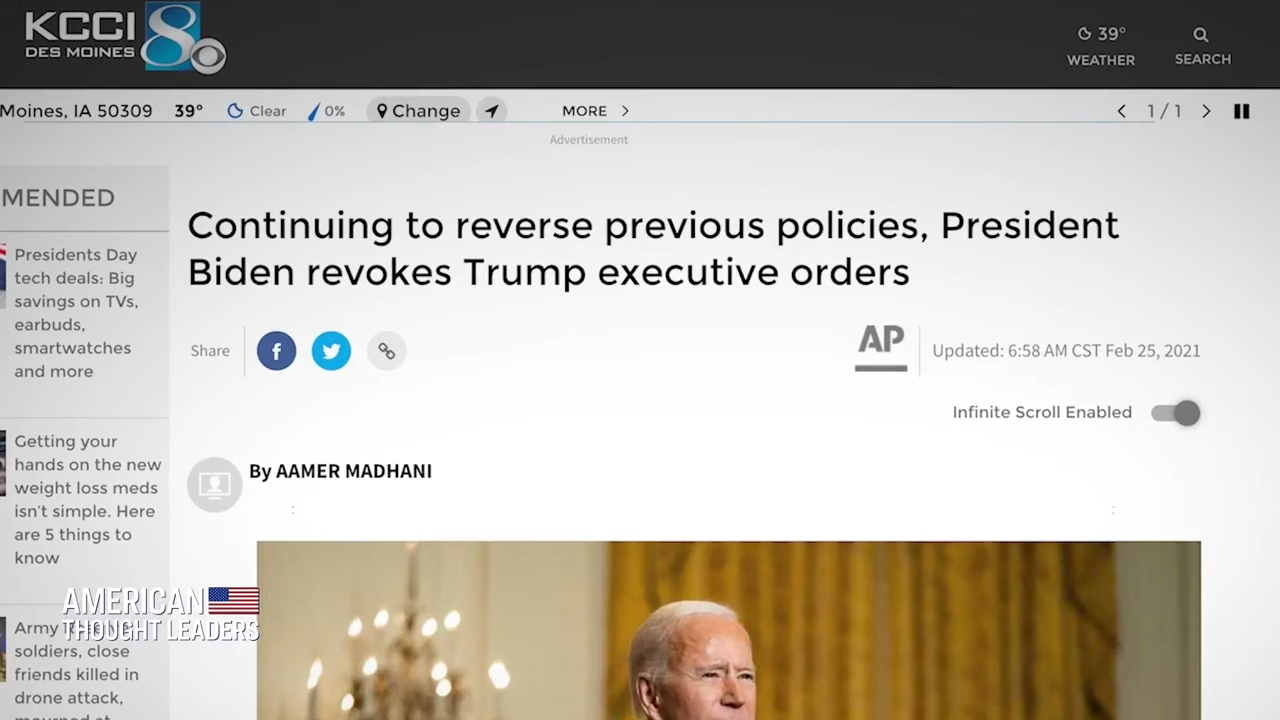 KCCI 8
DES MOINES
39°
WEATHER
SEARCH
Moines, IA 50309 39° Clear 0% Change MORE
1 / 1
Advertisement
MENDED
Presidents Day
tech deals: Big
savings on TVs,
earbuds,
smartwatches
and more
Getting your
hands on the new
weight loss meds
isn't simple. Here
are 5 things to
know
Army
soldiers, close
friends killed in
drone attack,
Continuing to reverse previous policies, President
Biden revokes Trump executive orders
Share
AP
Updated: 6:58 AM CST Feb 25, 2021
Infinite Scroll Enabled
By AAMER MADHANI
AMERICAN
THOUGHT LEADERS